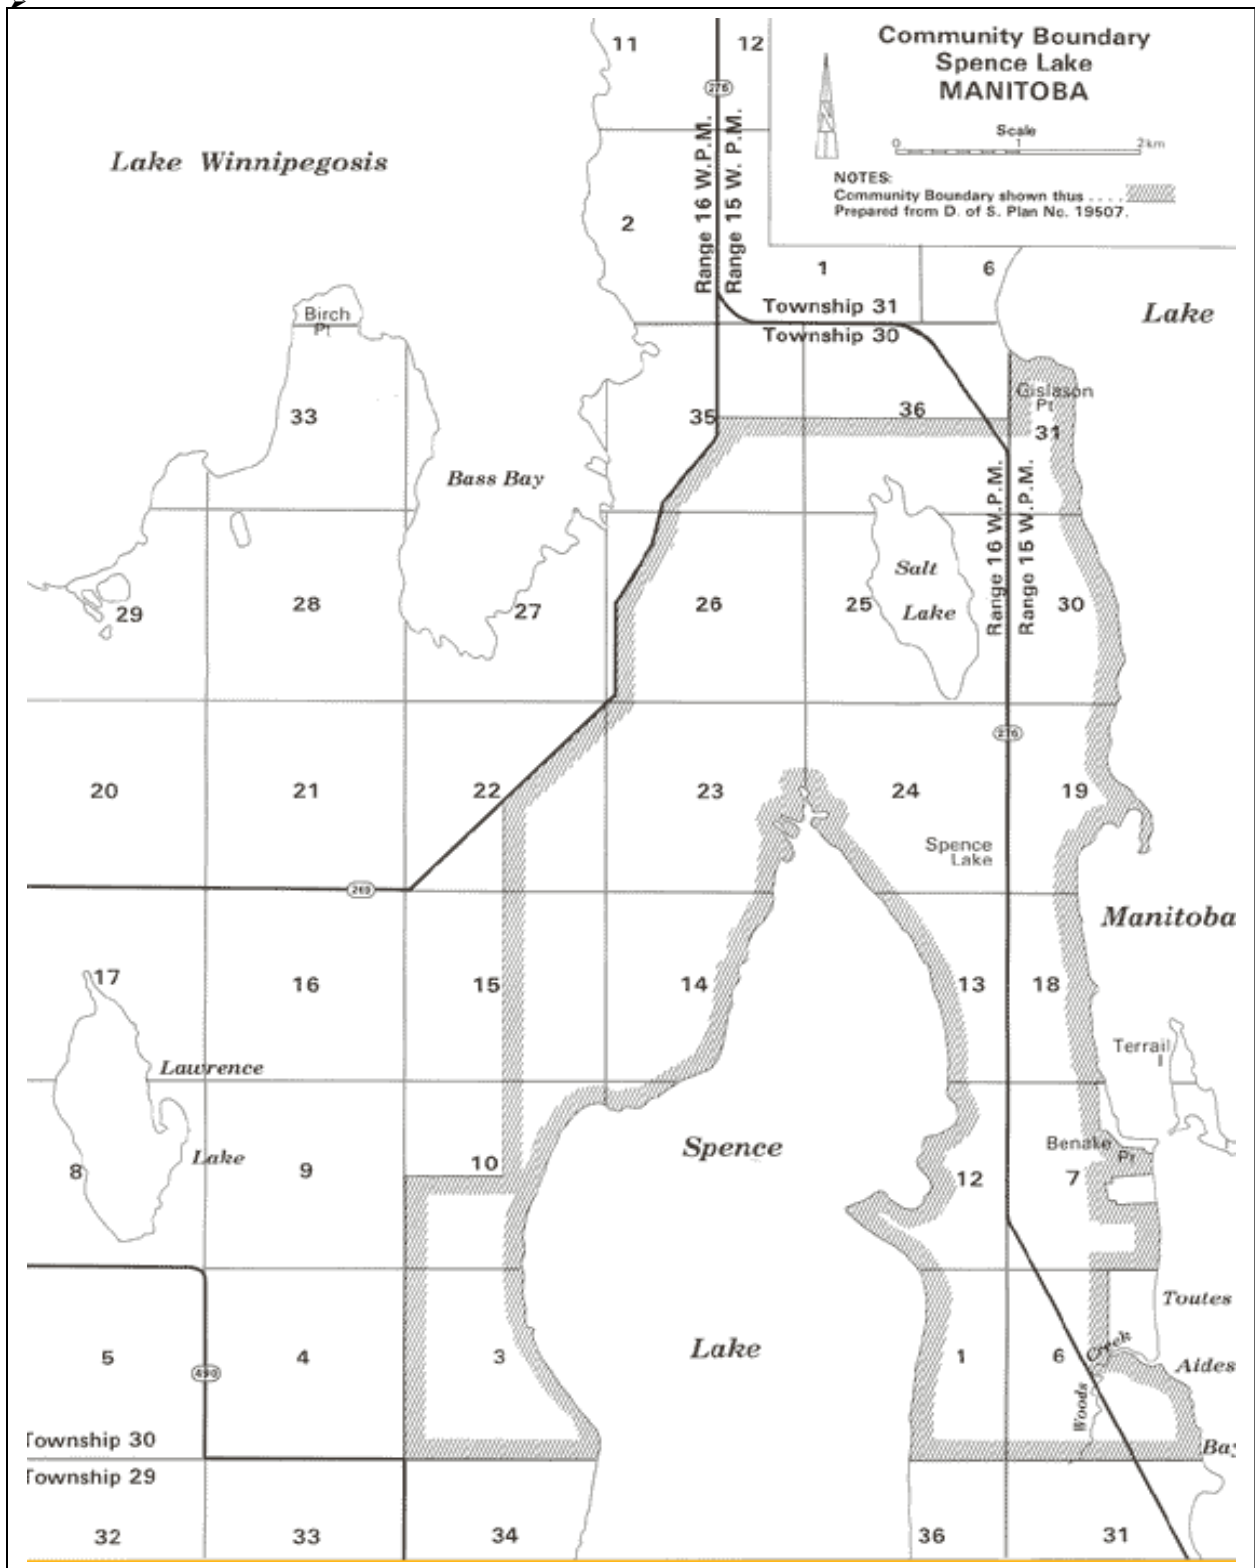 Community Boundary
Spence Lake
MANITOBA
Scale
0 1 2 km
NOTES:
Community Boundary shown thus ....
Prepared from D. of S. Plan No. 19507.
11 12
276
Lake Winnipegosis
Range 16 W.P.M.
Range 15 W.P.M.
2
1 6
Township 31
Township 30
Lake
Birch
Pt
33
35 36
Gislason
Pt
31
Bass Bay
Range 16 W.P.M.
Range 15 W.P.M.
Salt
Lake
29 28 27 26 25 30
276
20 21 22 23 24 19
Spence
Lake
269
Manitoba
17 16 15 14 13 18
Terrail
I
Lawrence
Lake
Benake
Pt
8 9 10 12 7
Spence
Lake
Toutes
Aides
Bay
5 4 3 1 6
490
Creek
Woods
Township 30
Township 29
32 33 34 36 31